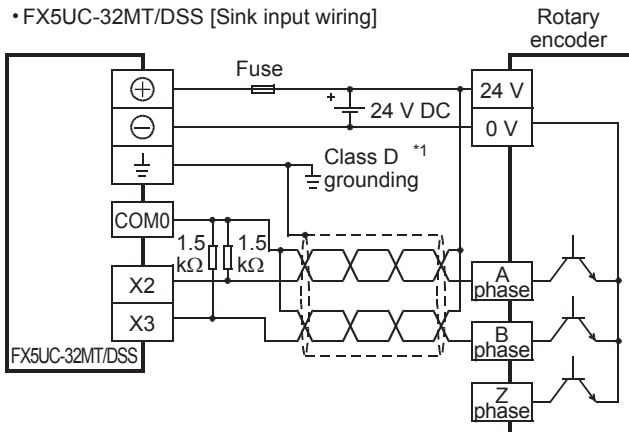 • FX5UC-32MT/DSS [Sink input wiring]
Rotary
encoder
Fuse
24 V
+
24 V DC
0 V
Class D *1
grounding
COM0
1.5
kΩ
1.5
kΩ
X2
X3
A
phase
B
phase
Z
phase
FX5UC-32MT/DSS